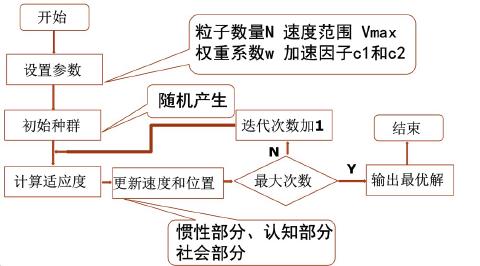 开始
粒子数量N 速度范围 Vmax
权重系数w 加速因子c1和c2
设置参数
随机产生
初始种群
迭代次数加1
结束
N
Y
计算适应度
更新速度和位置
最大次数
输出最优解
惯性部分、认知部分
社会部分